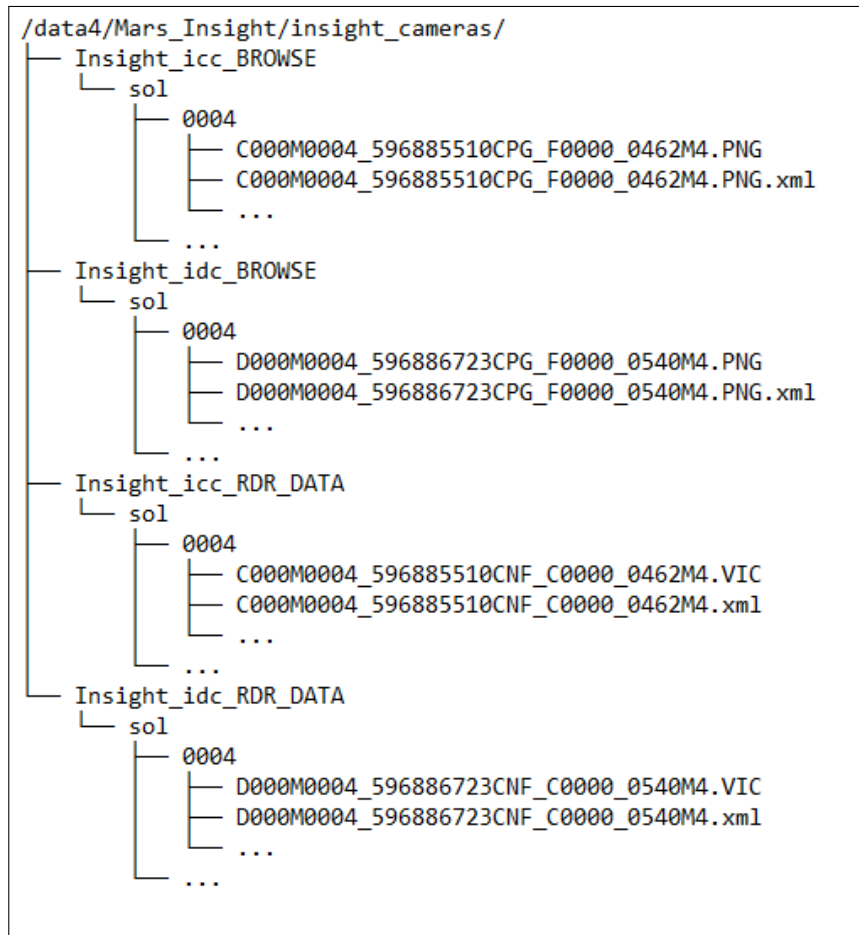 /data4/Mars_Insight/insight_cameras/
├── Insight_icc_BROWSE
│   └── sol
│       ├── 0004
│       │   ├── C000M0004_596885510CPG_F0000_0462M4.PNG
│       │   ├── C000M0004_596885510CPG_F0000_0462M4.PNG.xml
│       │   └── ...
│       └── ...
├── Insight_idc_BROWSE
│   └── sol
│       ├── 0004
│       │   ├── D000M0004_596886723CPG_F0000_0540M4.PNG
│       │   ├── D000M0004_596886723CPG_F0000_0540M4.PNG.xml
│       │   └── ...
│       └── ...
├── Insight_icc_RDR_DATA
│   └── sol
│       ├── 0004
│       │   ├── C000M0004_596885510CNF_C0000_0462M4.VIC
│       │   ├── C000M0004_596885510CNF_C0000_0462M4.xml
│       │   └── ...
│       └── ...
└── Insight_idc_RDR_DATA
    └── sol
        ├── 0004
        │   ├── D000M0004_596886723CNF_C0000_0540M4.VIC
        │   ├── D000M0004_596886723CNF_C0000_0540M4.xml
        │   └── ...
        └── ...